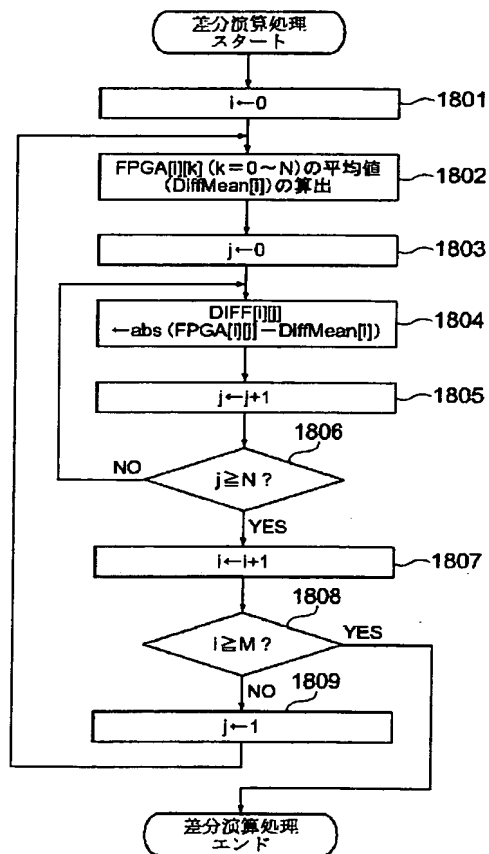 差分演算処理
スタート
i←0
1801
FPGA[i][k](k=0~N)の平均値
(DiffMean[i])の算出
1802
j←0
1803
DIFF[i][j]
←abs(FPGA[i][j]-DiffMean[i])
1804
j←j+1
1805
1806
j≧N?
NO
YES
i←i+1
1807
1808
i≧M?
YES
NO
1809
j←1
差分演算処理
エンド